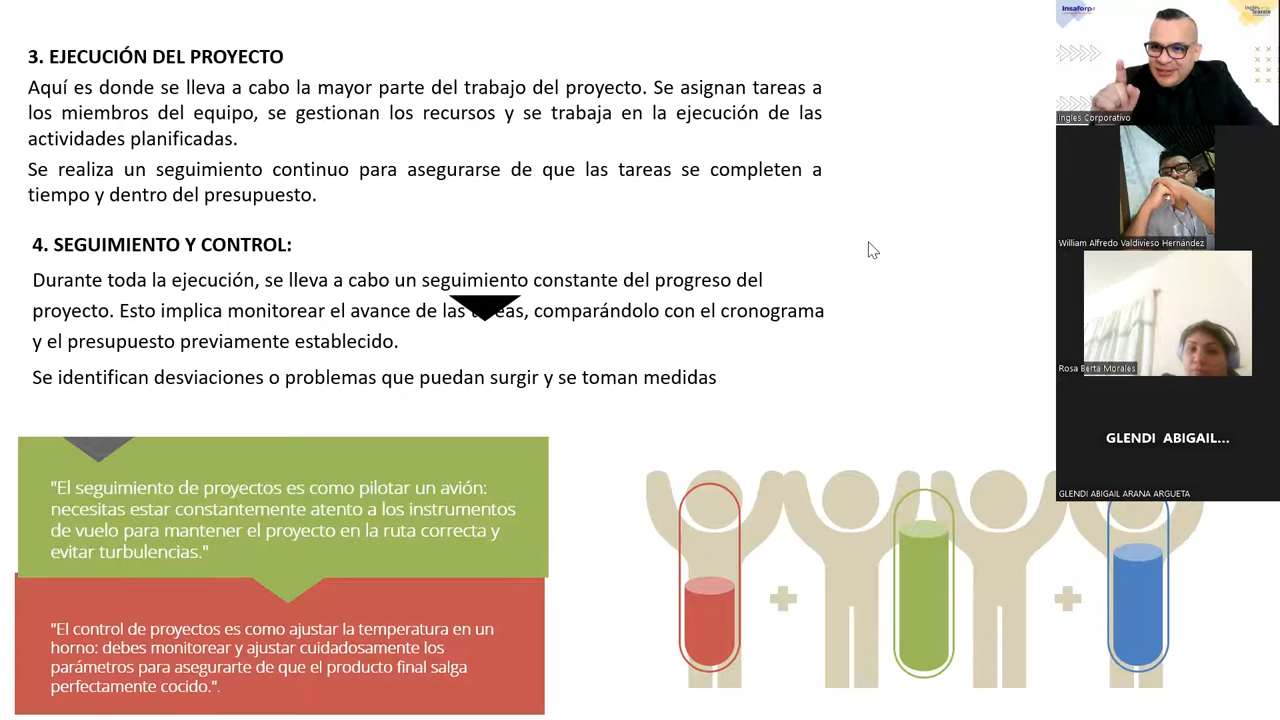 3. EJECUCIÓN DEL PROYECTO
Aquí es donde se lleva a cabo la mayor parte del trabajo del proyecto. Se asignan tareas a
los miembros del equipo, se gestionan los recursos y se trabaja en la ejecución de las
actividades planificadas.
Se realiza un seguimiento continuo para asegurarse de que las tareas se completen a
tiempo y dentro del presupuesto.
4. SEGUIMIENTO Y CONTROL:
Durante toda la ejecución, se lleva a cabo un seguimiento constante del progreso del
proyecto. Esto implica monitorear el avance de las tareas, comparándolo con el cronograma
y el presupuesto previamente establecido.
Se identifican desviaciones o problemas que puedan surgir y se toman medidas
"El seguimiento de proyectos es como pilotar un avión:
necesitas estar constantemente atento a los instrumentos
de vuelo para mantener el proyecto en la ruta correcta y
evitar turbulencias."
"El control de proyectos es como ajustar la temperatura en un
horno: debes monitorear y ajustar cuidadosamente los
parámetros para asegurarte de que el producto final salga
perfectamente cocido.".
Insaforp
Ingles Corporativo
William Alfredo Valdivieso Hernández
Rosa Berta Morales
GLENDI ABIGAIL...
GLENDI ABIGAIL ARANA ARGUETA